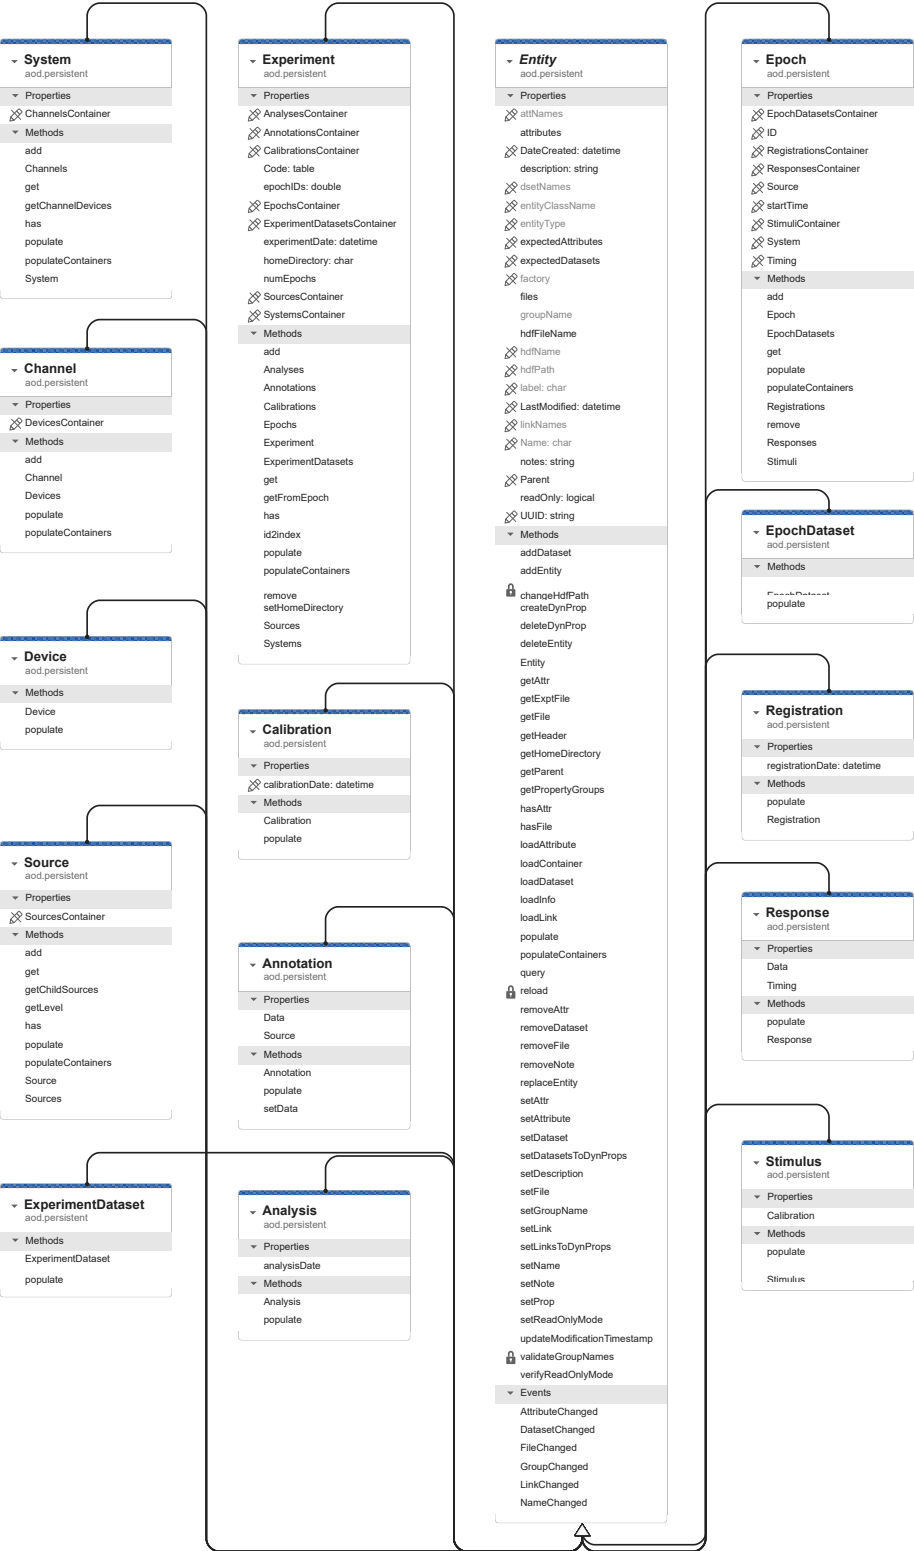 System
aod.persistent
Properties
ChannelsContainer
Methods
add
Channels
get
getChannelDevices
has
populate
populateContainers
System
Channel
aod.persistent
Properties
DevicesContainer
Methods
add
Channel
Devices
populate
populateContainers
Device
aod.persistent
Methods
Device
populate
Source
aod.persistent
Properties
SourcesContainer
Methods
add
get
getChildSources
getLevel
has
populate
populateContainers
Source
Sources
ExperimentDataset
aod.persistent
Methods
ExperimentDataset
populate
Experiment
aod.persistent
Properties
AnalysesContainer
AnnotationsContainer
CalibrationsContainer
Code: table
epochIDs: double
EpochsContainer
ExperimentDatasetsContainer
experimentDate: datetime
homeDirectory: char
numEpochs
SourcesContainer
SystemsContainer
Methods
add
Analyses
Annotations
Calibrations
Epochs
Experiment
ExperimentDatasets
get
getFromEpoch
has
id2index
populate
populateContainers
remove
setHomeDirectory
Sources
Systems
Calibration
aod.persistent
Properties
calibrationDate: datetime
Methods
Calibration
populate
Annotation
aod.persistent
Properties
Data
Source
Methods
Annotation
populate
setData
Analysis
aod.persistent
Properties
analysisDate
Methods
Analysis
populate
Entity
aod.persistent
Properties
attNames
attributes
DateCreated: datetime
description: string
dsetNames
entityClassName
entityType
expectedAttributes
expectedDatasets
factory
files
groupName
hdfFileName
hdfName
hdfPath
label: char
LastModified: datetime
linkNames
Name: char
notes: string
Parent
readOnly: logical
UUID: string
Methods
addDataset
addEntity
changeHdfPath
createDynProp
deleteDynProp
deleteEntity
Entity
getAttr
getExptFile
getFile
getHeader
getHomeDirectory
getParent
getPropertyGroups
hasAttr
hasFile
loadAttribute
loadContainer
loadDataset
loadInfo
loadLink
populate
populateContainers
query
reload
removeAttr
removeDataset
removeFile
removeNote
replaceEntity
setAttr
setAttribute
setDataset
setDatasetsToDynProps
setDescription
setFile
setGroupName
setLink
setLinksToDynProps
setName
setNote
setProp
setReadOnlyMode
updateModificationTimestamp
validateGroupNames
verifyReadOnlyMode
Events
AttributeChanged
DatasetChanged
FileChanged
GroupChanged
LinkChanged
NameChanged
Epoch
aod.persistent
Properties
EpochDatasetsContainer
ID
RegistrationsContainer
ResponsesContainer
Source
startTime
StimuliContainer
System
Timing
Methods
add
Epoch
EpochDatasets
get
populate
populateContainers
Registrations
remove
Responses
Stimuli
EpochDataset
aod.persistent
Methods
populate
Registration
aod.persistent
Properties
registrationDate: datetime
Methods
populate
Registration
Response
aod.persistent
Properties
Data
Timing
Methods
populate
Response
Stimulus
aod.persistent
Properties
Calibration
Methods
populate
Stimulus